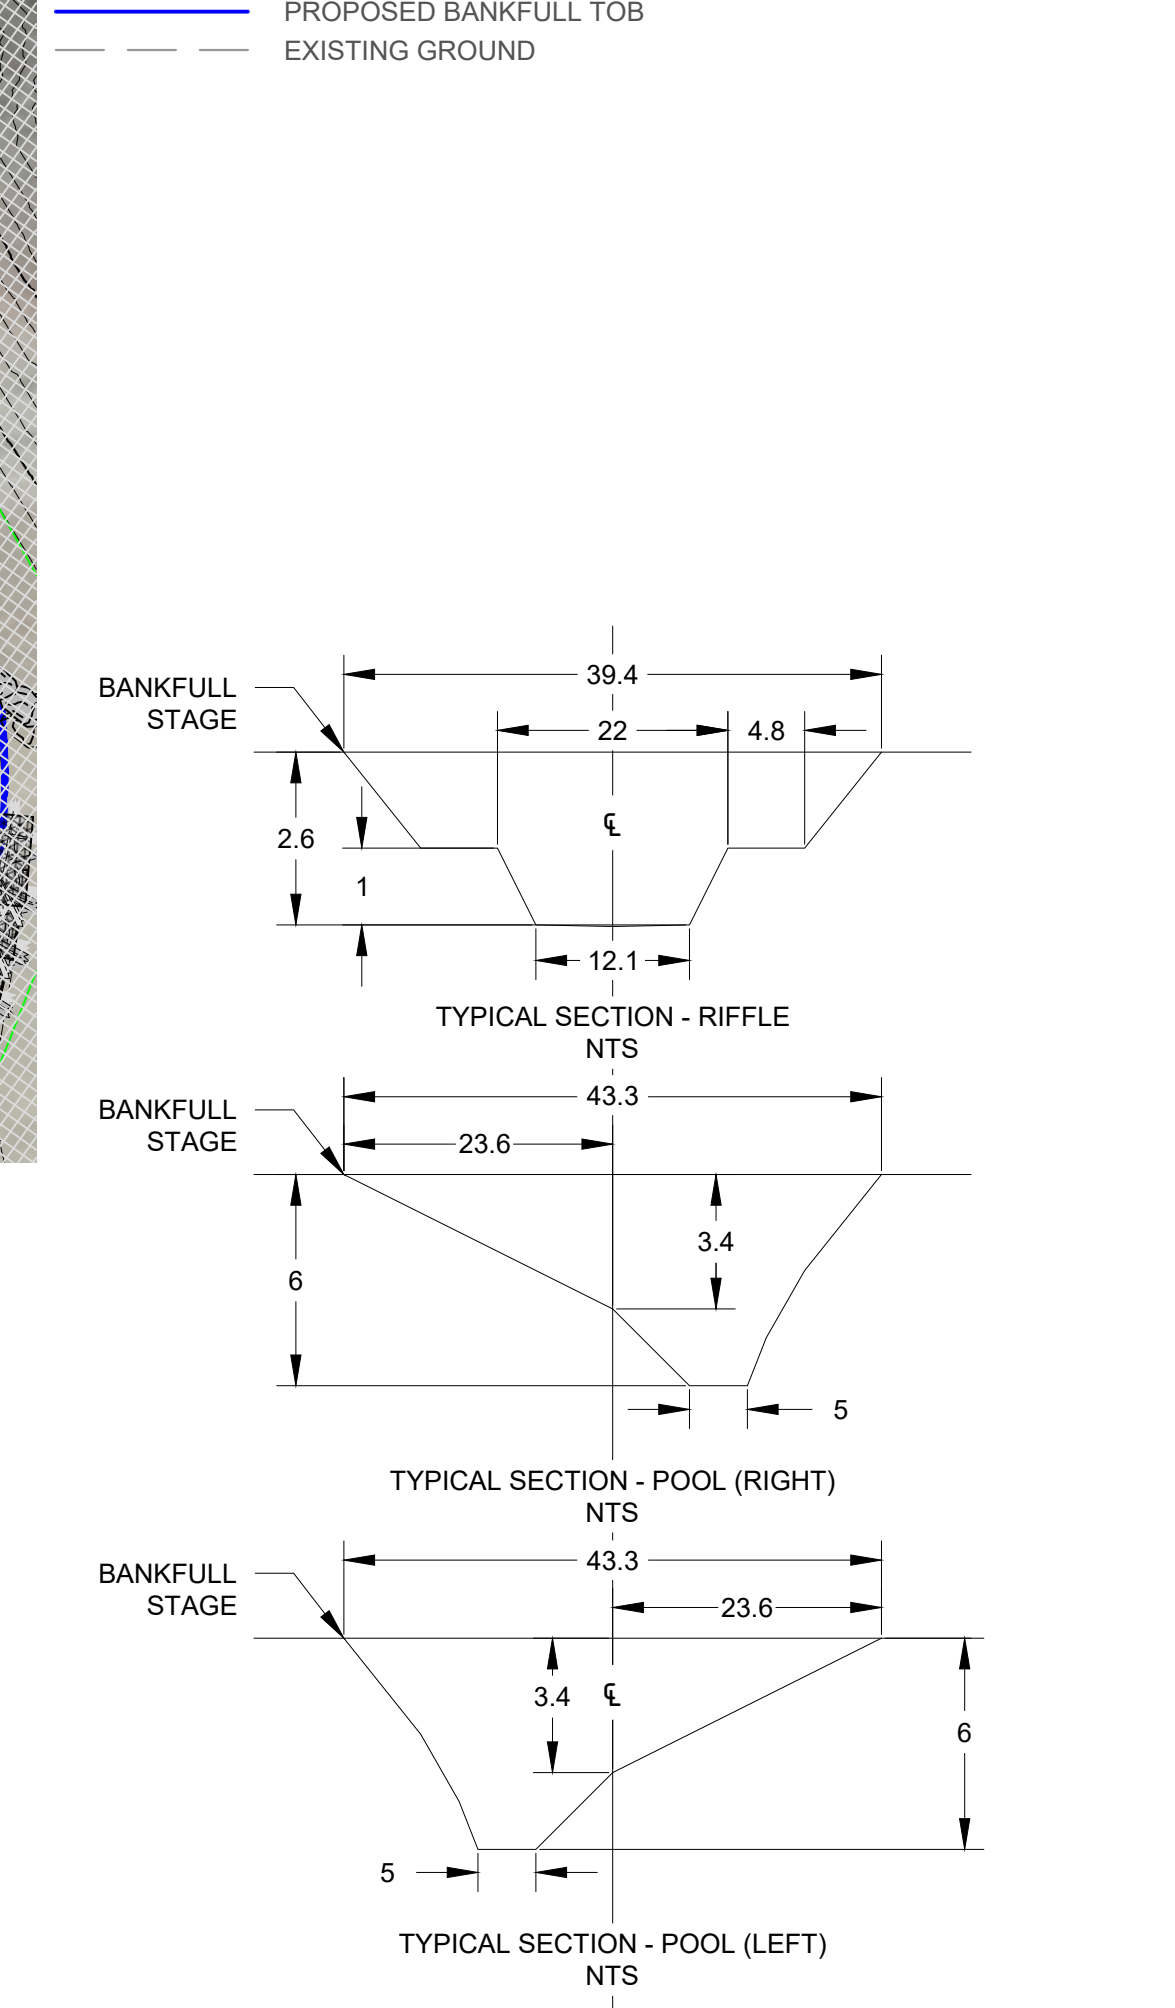 PROPOSED BANKFULL TOB
EXISTING GROUND
39.4
BANKFULL
STAGE
22
4.8
2.6
℄
1
12.1
TYPICAL SECTION - RIFFLE
NTS
43.3
BANKFULL
STAGE
23.6
3.4
6
5
TYPICAL SECTION - POOL (RIGHT)
NTS
43.3
BANKFULL
STAGE
23.6
3.4
℄
6
5
TYPICAL SECTION - POOL (LEFT)
NTS